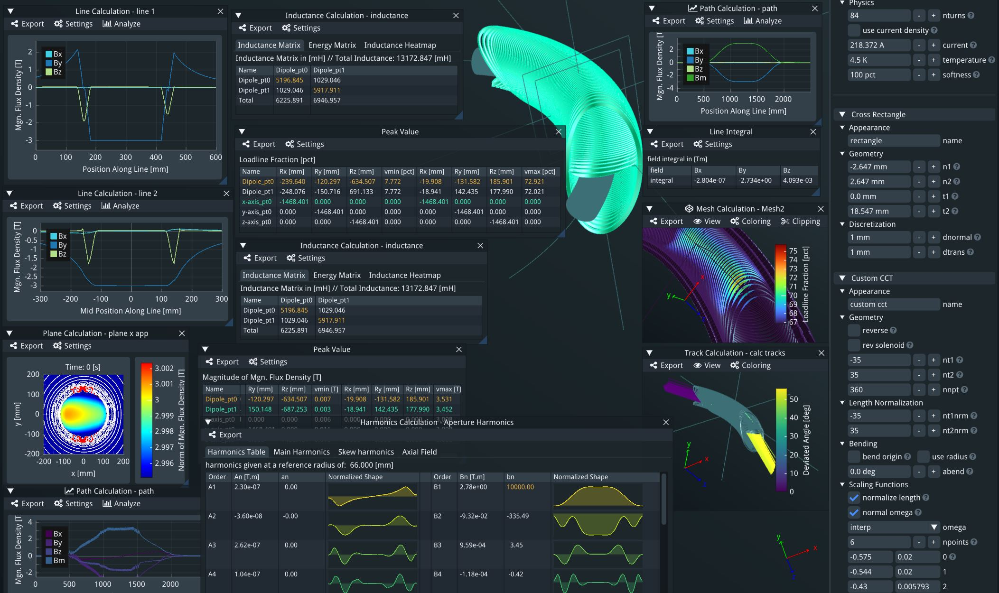 Line Calculation - line 1
Export Settings Analyze
Mgn. Flux Density [T]
2
1
0
-1
-2
-3
Bx
By
Bz
0 100 200 300 400 500 600
Position Along Line [mm]
Line Calculation - line 2
Export Settings Analyze
Mgn. Flux Density [T]
0
-0.5
-1
-1.5
-2
-2.5
-3
Bx
By
Bz
-300 -200 -100 0 100 200 300
Mid Position Along Line [mm]
Plane Calculation - plane x app
Export Settings
Time: 0 [s]
y [mm]
200
100
0
-100
-200
-200 -100 0 100 200
x [mm]
3.002
3.001
3
2.999
2.998
2.997
2.996
Norm of Mgn. Flux Density [T]
Path Calculation - path
Export Settings Analyze
Mgn. Flux Density [T]
4
2
0
-2
Bx
By
Bz
Bm
0 500 1000 1500 2000
Inductance Calculation - inductance
Export Settings
Inductance Matrix Energy Matrix Inductance Heatmap
Inductance Matrix in [mH] // Total Inductance: 13172.847 [mH]
Name Dipole_pt0 Dipole_pt1
Dipole_pt0 5196.845 1029.046
Dipole_pt1 1029.046 5917.911
Total 6225.891 6946.957
Peak Value
Export Settings
Loadline Fraction [pct]
Name Rx [mm] Ry [mm] Rz [mm] vmin [pct] Rx [mm] Ry [mm] Rz [mm] vmax [pct]
Dipole_pt0 -239.640 -120.297 -634.507 7.772 -19.908 -131.582 185.901 72.921
Dipole_pt1 -248.076 -150.716 691.133 7.772 -18.941 142.435 177.990 72.021
x-axis_pt0 -1468.401 0.000 0.000 0.000 -1468.401 0.000 0.000 0.000
y-axis_pt0 0.000 -1468.401 0.000 0.000 0.000 -1468.401 0.000 0.000
z-axis_pt0 0.000 0.000 -1468.401 0.000 0.000 0.000 -1468.401 0.000
Inductance Calculation - inductance
Export Settings
Inductance Matrix Energy Matrix Inductance Heatmap
Inductance Matrix in [mH] // Total Inductance: 13172.847 [mH]
Name Dipole_pt0 Dipole_pt1
Dipole_pt0 5196.845 1029.046
Dipole_pt1 1029.046 5917.911
Total 6225.891 6946.957
Peak Value
Export Settings
Magnitude of Mgn. Flux Density [T]
Name Ry [mm] Rz [mm] vmin [T] Rx [mm] Ry [mm] Rz [mm] vmax [T]
Dipole_pt0 -120.297 -634.507 0.007 -19.908 -131.582 185.901 3.531
Dipole_pt1 150.148 -687.253 0.003 -18.941 142.435 177.990 3.452
Harmonics Calculation - Aperture Harmonics
Export
Harmonics Table Main Harmonics Skew harmonics Axial Field
harmonics given at a reference radius of: 66.000 [mm]
Order An [T.m] an Normalized Shape Order Bn [T.m] bn Normalized Shape
A1 2.30e-07 0.00 B1 2.78e+00 10000.00
A2 -3.60e-08 -0.00 B2 -9.32e-02 -335.49
A3 2.62e-07 0.00 B3 9.59e-04 3.45
A4 1.04e-07 0.00 B4 -1.18e-04 -0.42
Path Calculation - path
Export Settings Analyze
Mgn. Flux Density [T
2
0
-2
-4
Bx
By
Bz
Bm
0 500 1000 1500 2000
Position Along Line [mm]
Line Integral
Export Settings
field integral in [Tm]
field Bx By Bz
integral -2.804e-07 -2.734e+00 4.093e-03
Mesh Calculation - Mesh2
Export View Coloring Clipping
x
y
75
74
73
72
71
70
69
68
67
Loadline Fraction [pct]
Track Calculation - calc tracks
Export View Coloring
y
x
z
50
40
30
20
10
0
Deviated Angle [deg]
y
x
z
Physics
84 - + nturns ?
use current density ?
218.372 A - + current ?
4.5 K - + temperature ?
100 pct - + softness ?
Cross Rectangle
Appearance
rectangle name
Geometry
-2.647 mm - + n1 ?
2.647 mm - + n2 ?
0.0 mm - + t1 ?
18.547 mm - + t2 ?
Discretization
1 mm - + dnormal ?
1 mm - + dtrans ?
Custom CCT
Appearance
custom cct name
Geometry
reverse ?
rev solenoid ?
-35 - + nt1 ?
35 - + nt2 ?
360 - + nnpt ?
Length Normalization
-35 - + nt1nrm ?
35 - + nt2nrm ?
Bending
bend origin ? use radius ?
0.0 deg - + abend ?
Scaling Functions
normalize length ?
normal omega ?
interp omega
6 - + npoints ?
-0.575 0.02 0 ?
-0.544 0.02 1
-0.43 0.005793 2